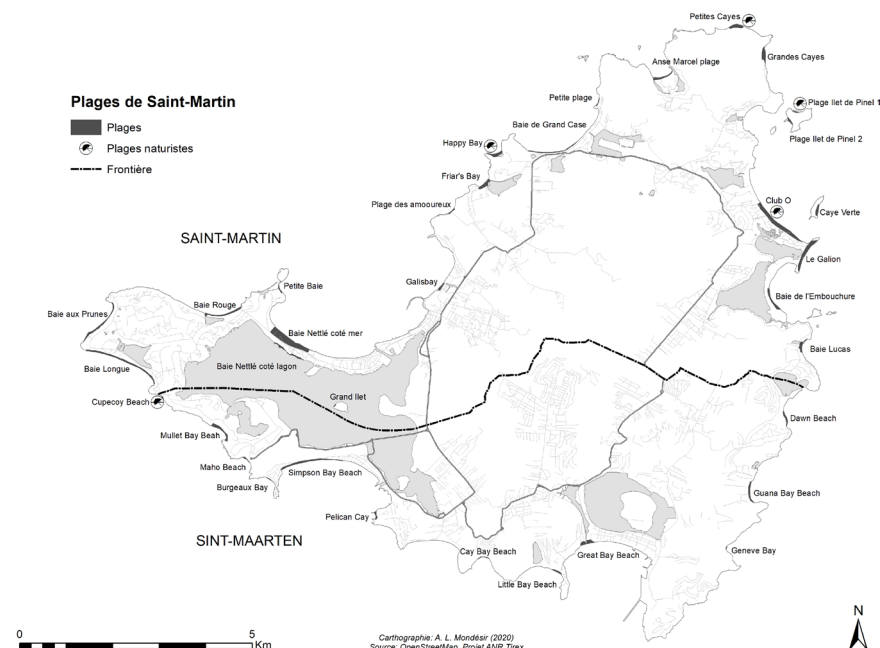 Petites Cayes
Grandes Cayes
Anse Marcel plage
Plages de Saint-Martin
Plages
Plages naturistes
Frontière
Petite plage
Plage Ilet de Pinel 1
Baie de Grand Case
Plage Ilet de Pinel 2
Happy Bay
Friar's Bay
Club O
Plage des amooureux
Caye Verte
SAINT-MARTIN
Le Galion
Galisbay
Petite Baie
Baie de l'Embouchure
Baie Rouge
Baie aux Prunes
Baie Nettlé coté mer
Baie Lucas
Baie Longue
Baie Nettlé coté lagon
Grand Ilet
Cupecoy Beach
Dawn Beach
Mullet Bay Beah
Maho Beach
Simpson Bay Beach
Burgeaux Bay
Guana Bay Beach
Pelican Cay
SINT-MAARTEN
Cay Bay Beach
Great Bay Beach
Geneve Bay
Little Bay Beach
N
0 5
Km
Carthographie: A. L. Mondésir (2020)
Source: OpenStreetMap, Projet ANR Tirex